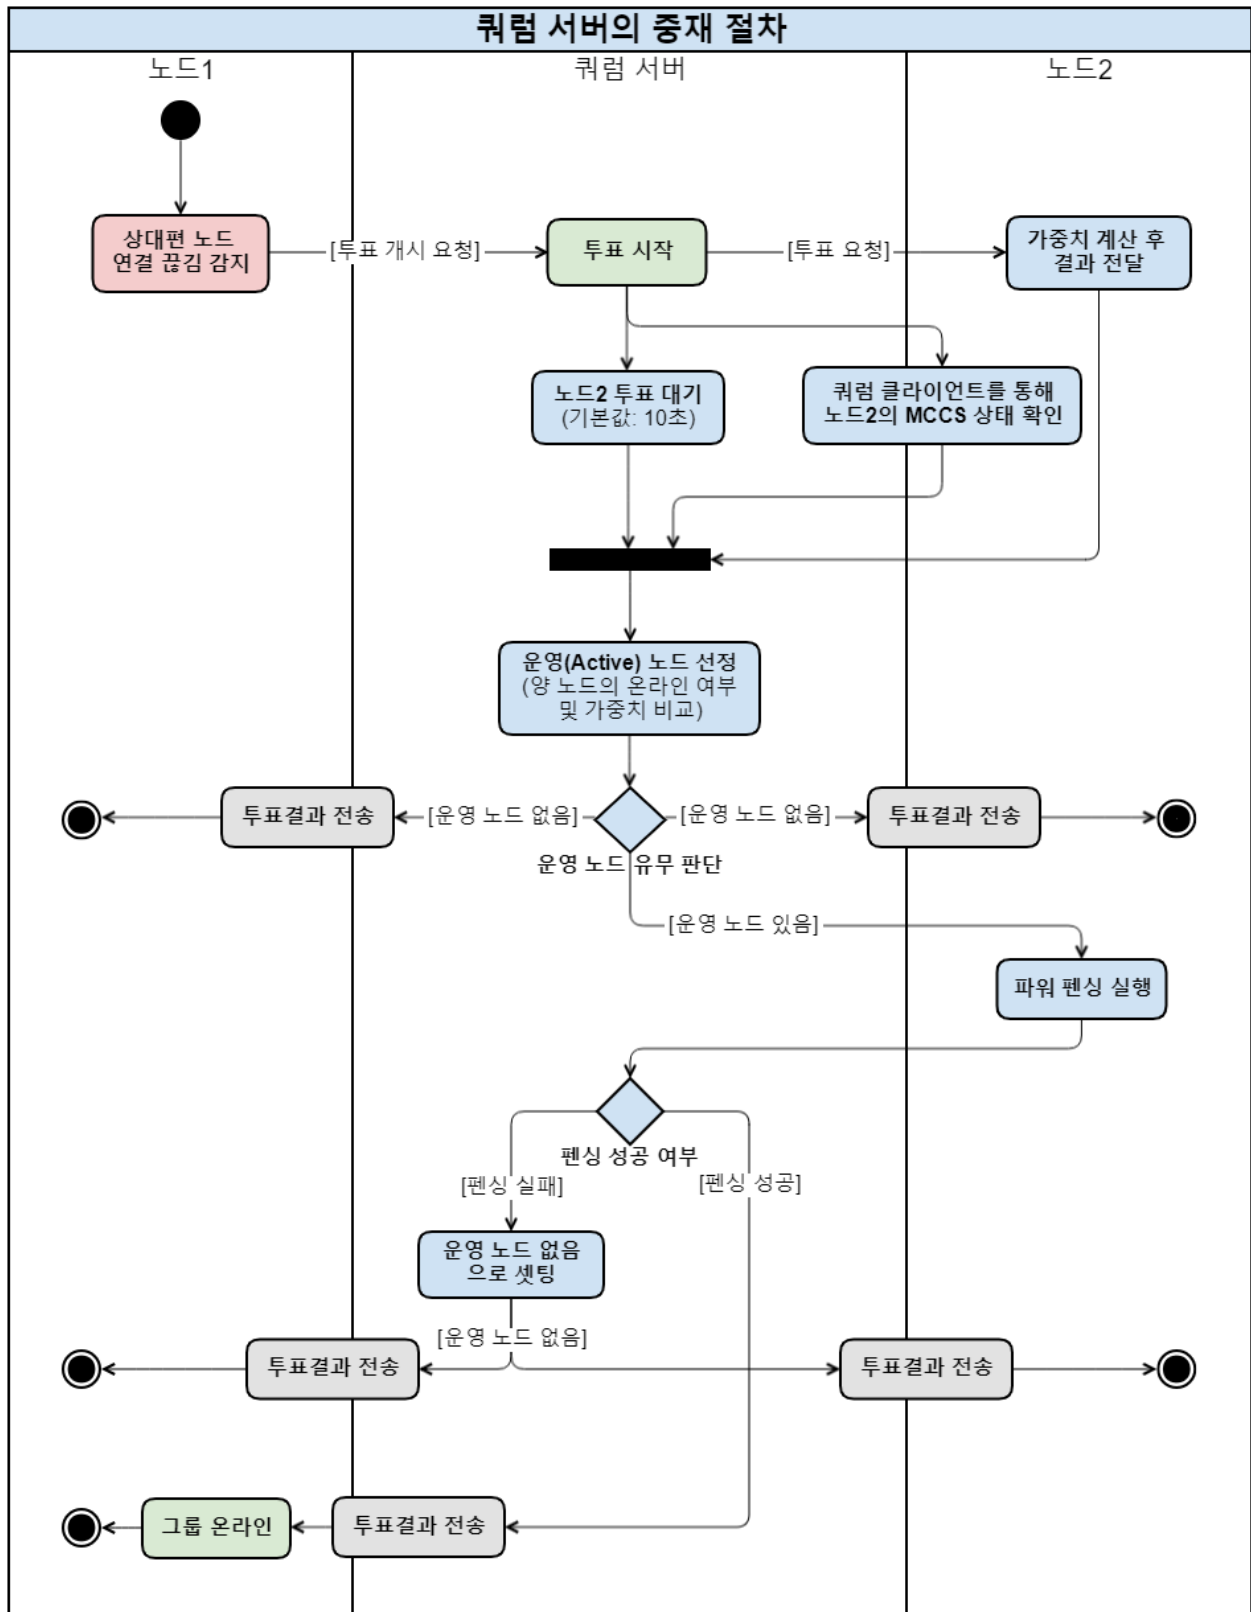 쿼럼 서버의 중재 절차
노드1
쿼럼 서버
노드2
상대편 노드
연결 끊김 감지
[투표 개시 요청]
투표 시작
[투표 요청]
가중치 계산 후
결과 전달
노드2 투표 대기
(기본값: 10초)
쿼럼 클라이언트를 통해
노드2의 MCCS 상태 확인
운영(Active) 노드 선정
(양 노드의 온라인 여부
및 가중치 비교)
투표결과 전송
[운영 노드 없음]
[운영 노드 없음]
투표결과 전송
운영 노드 유무 판단
[운영 노드 있음]
파워 펜싱 실행
펜싱 성공 여부
[펜싱 실패]
[펜싱 성공]
운영 노드 없음
으로 셋팅
[운영 노드 없음]
투표결과 전송
투표결과 전송
그룹 온라인
투표결과 전송